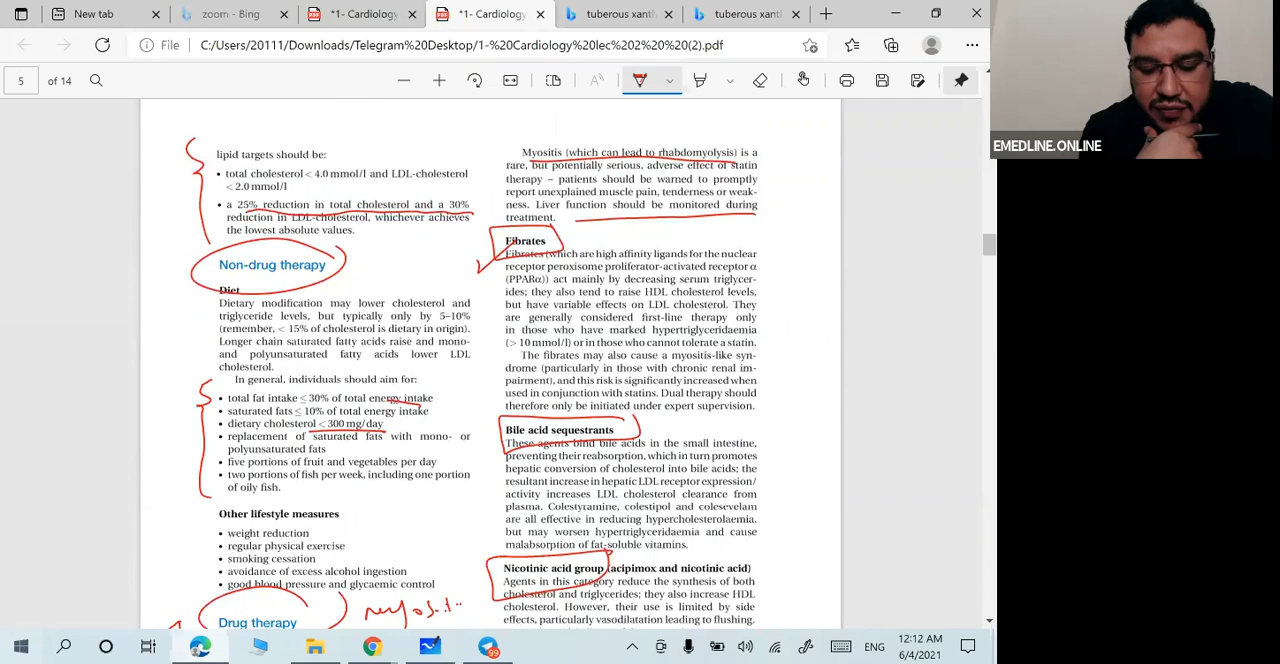 New tab
zoom - Bing
*1- Cardiology
*1- Cardiology
tuberous xanth
tuberous xanth
File
C:/Users/20111/Downloads/Telegram%20Desktop/1-%20Cardiology%20lec%202%20%20(2).pdf
5 of 14
lipid targets should be:
• total cholesterol < 4.0 mmol/l and LDL-cholesterol
< 2.0 mmol/l
• a 25% reduction in total cholesterol and a 30%
reduction in LDL-cholesterol, whichever achieves
the lowest absolute values.
Non-drug therapy
Diet
Dietary modification may lower cholesterol and
triglyceride levels, but typically only by 5–10%
(remember, < 15% of cholesterol is dietary in origin).
Longer chain saturated fatty acids raise and mono-
and polyunsaturated fatty acids lower LDL
cholesterol.
In general, individuals should aim for:
• total fat intake ≤ 30% of total energy intake
• saturated fats ≤ 10% of total energy intake
• dietary cholesterol < 300 mg/day
• replacement of saturated fats with mono- or
polyunsaturated fats
• five portions of fruit and vegetables per day
• two portions of fish per week, including one portion
of oily fish.
Other lifestyle measures
• weight reduction
• regular physical exercise
• smoking cessation
• avoidance of excess alcohol ingestion
• good blood pressure and glycaemic control
Drug therapy
Myositis (which can lead to rhabdomyolysis) is a
rare, but potentially serious, adverse effect of statin
therapy – patients should be warned to promptly
report unexplained muscle pain, tenderness or weak-
ness. Liver function should be monitored during
treatment.
Fibrates
Fibrates (which are high affinity ligands for the nuclear
receptor peroxisome proliferator-activated receptor α
(PPARα)) act mainly by decreasing serum triglycer-
ides; they also tend to raise HDL cholesterol levels,
but have variable effects on LDL cholesterol. They
are generally considered first-line therapy only
in those who have marked hypertriglyceridaemia
(> 10 mmol/l) or in those who cannot tolerate a statin.
The fibrates may also cause a myositis-like syn-
drome (particularly in those with chronic renal im-
pairment), and this risk is significantly increased when
used in conjunction with statins. Dual therapy should
therefore only be initiated under expert supervision.
Bile acid sequestrants
These agents bind bile acids in the small intestine,
preventing their reabsorption, which in turn promotes
hepatic conversion of cholesterol into bile acids; the
resultant increase in hepatic LDL receptor expression/
activity increases LDL cholesterol clearance from
plasma. Colestyramine, colestipol and colesevelam
are all effective in reducing hypercholesterolaemia,
but may worsen hypertriglyceridaemia and cause
malabsorption of fat-soluble vitamins.
Nicotinic acid group (acipimox and nicotinic acid)
Agents in this category reduce the synthesis of both
cholesterol and triglycerides; they also increase HDL
cholesterol. However, their use is limited by side
effects, particularly vasodilatation leading to flushing.
EMEDLINE.ONLINE
99
ENG
12:12 AM
6/4/2021